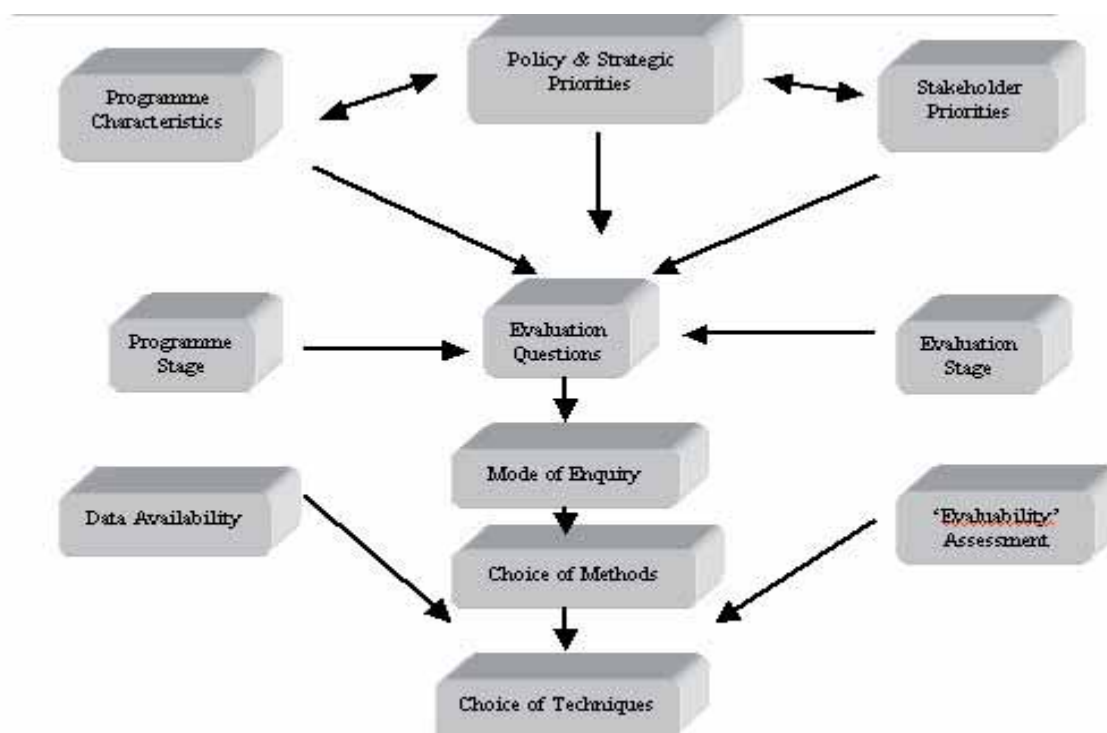 Policy & Strategic
Priorities
Programme
Characteristics
Stakeholder
Priorities
Programme
Stage
Evaluation
Questions
Evaluation
Stage
Mode of Enquiry
Data Availability
‘Evaluability’
Assessment
Choice of Methods
Choice of Techniques